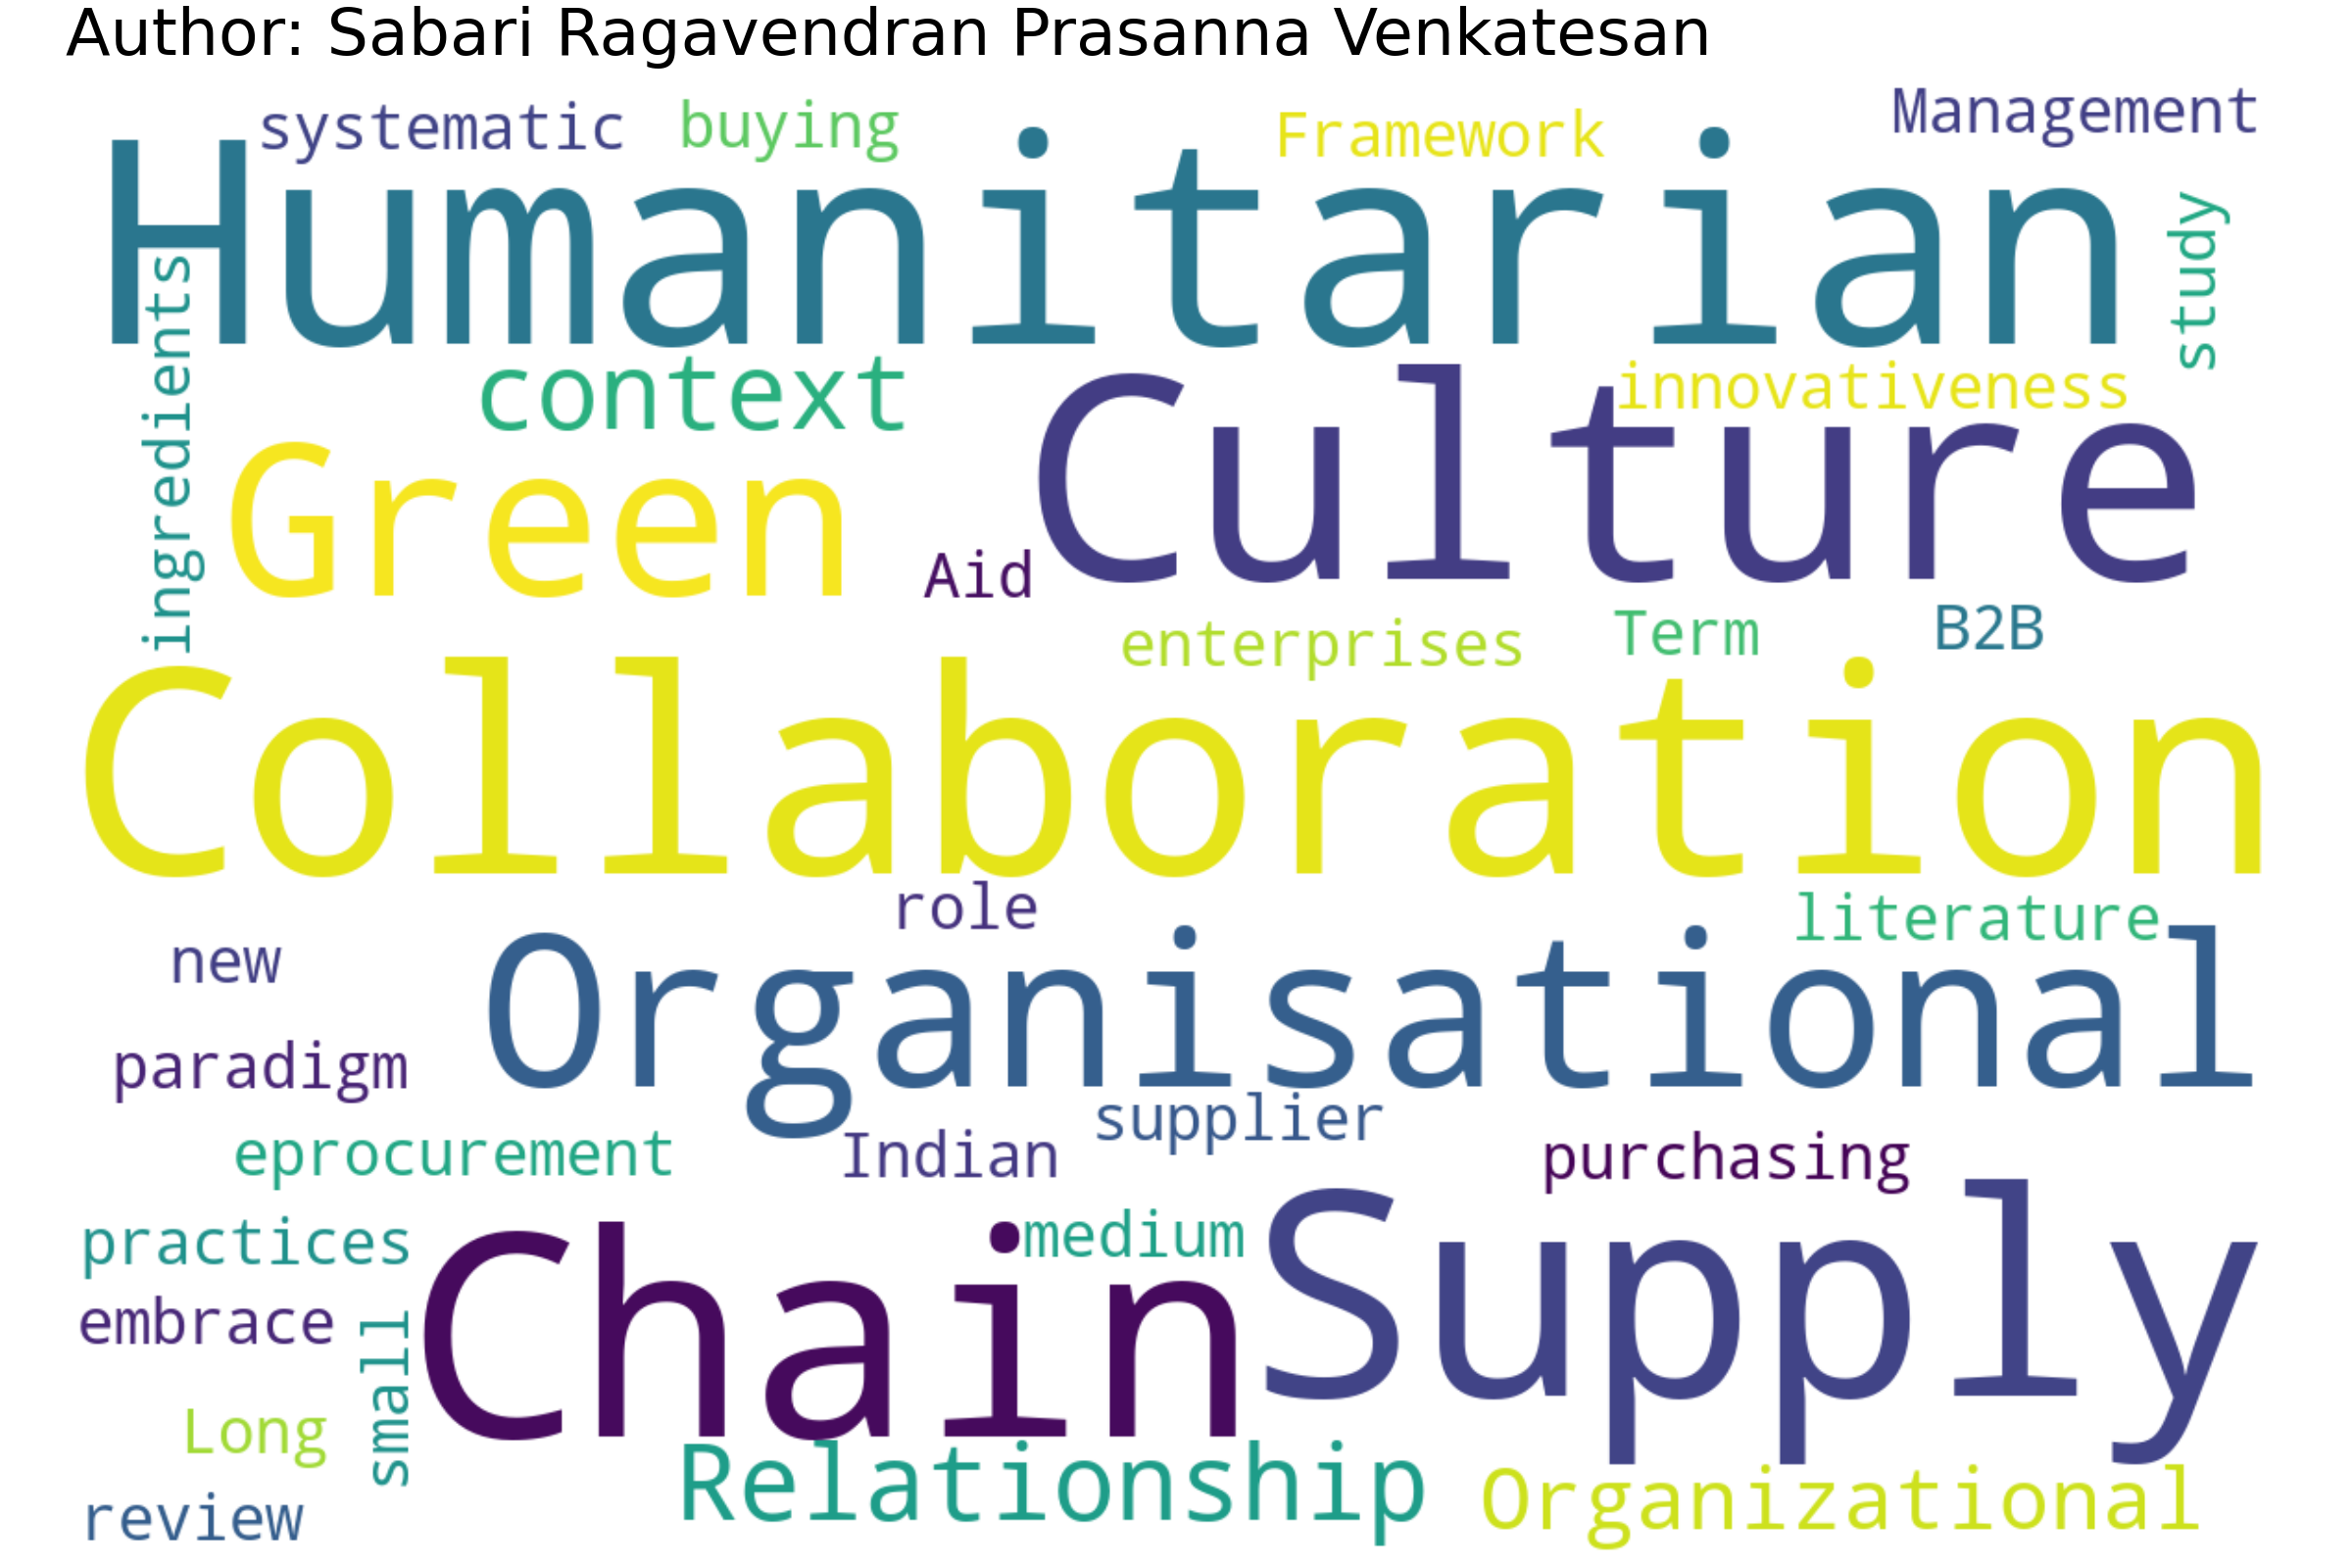 Author: Sabari Ragavendran Prasanna Venkatesan
systematic buying Framework Management
Humanitarian
study
ingredients
context
innovativeness
Culture
Green
Aid
enterprises Term B2B
Collaboration
role
literature
new
Organisational
paradigm
supplier
eprocurement Indian purchasing
practices
medium
Supply
Chain
embrace
small
Long
Relationship
Organizational
review